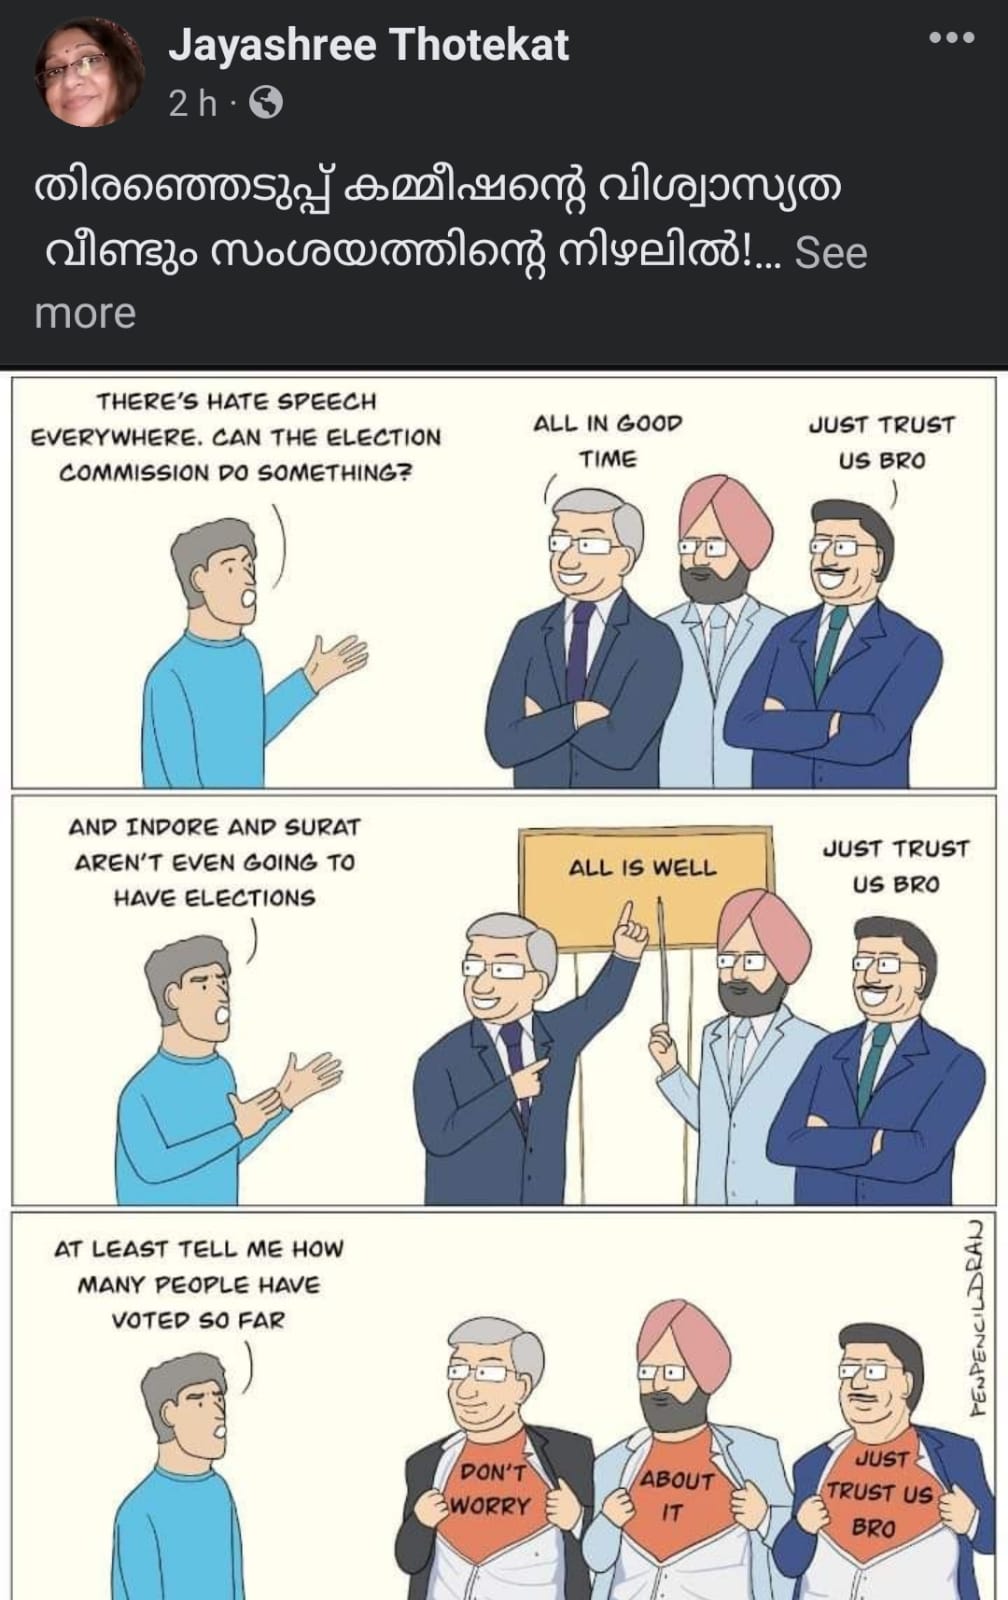 Jayashree Thotekat
2 h ·
തിരഞ്ഞെടുപ്പ് കമ്മീഷന്റെ വിശ്വാസ്യത
വീണ്ടും സംശയത്തിന്റെ നിഴലിൽ!... See
more
THERE'S HATE SPEECH
EVERYWHERE. CAN THE ELECTION
COMMISSION DO SOMETHING?
ALL IN GOOD
TIME
JUST TRUST
US BRO
AND INDORE AND SURAT
AREN'T EVEN GOING TO
HAVE ELECTIONS
ALL IS WELL
JUST TRUST
US BRO
AT LEAST TELL ME HOW
MANY PEOPLE HAVE
VOTED SO FAR
DON'T
WORRY
ABOUT
IT
JUST
TRUST US
BRO
PENPENCILDRAW